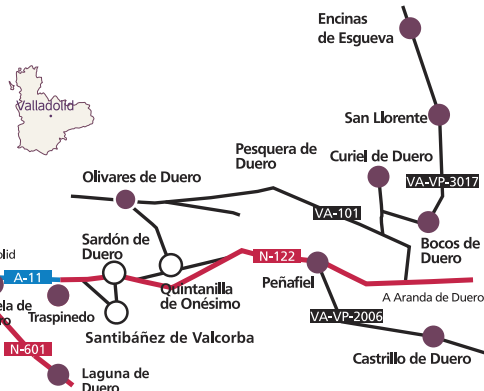 Encinas
de Esgueva
Valladolid
San Llorente
Pesquera de
Duero
Curiel de Duero
Olivares de Duero
VA-VP-3017
VA-101
Sardón de
Duero
Bocos de
Duero
N-122
A-11
Peñafiel
Quintanilla
de Onésimo
A Aranda de Duero
Traspinedo
VA-VP-2006
Santibáñez de Valcorba
N-601
Castrillo de Duero
Laguna de
Duero